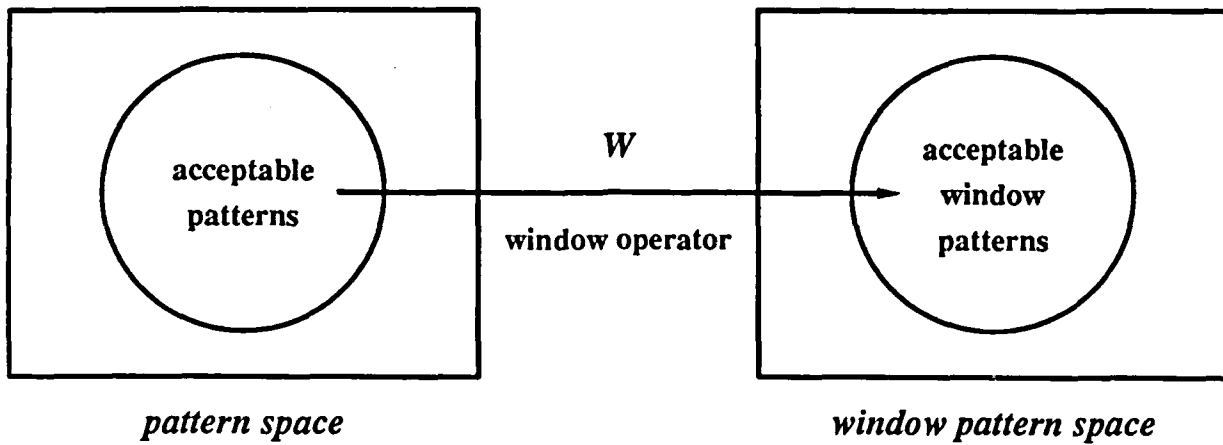 acceptable
patterns
W
window operator
acceptable
window
patterns
pattern space
window pattern space